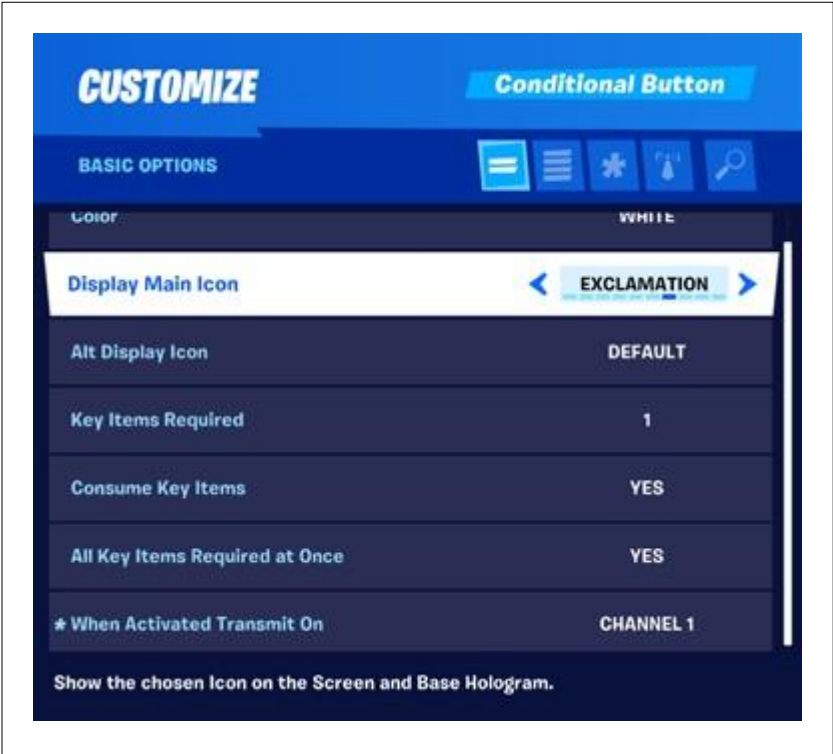 CUSTOMIZE
Conditional Button
BASIC OPTIONS
Color WHITE
Display Main Icon EXCLAMATION
Alt Display Icon DEFAULT
Key Items Required 1
Consume Key Items YES
All Key Items Required at Once YES
* When Activated Transmit On CHANNEL 1
Show the chosen Icon on the Screen and Base Hologram.